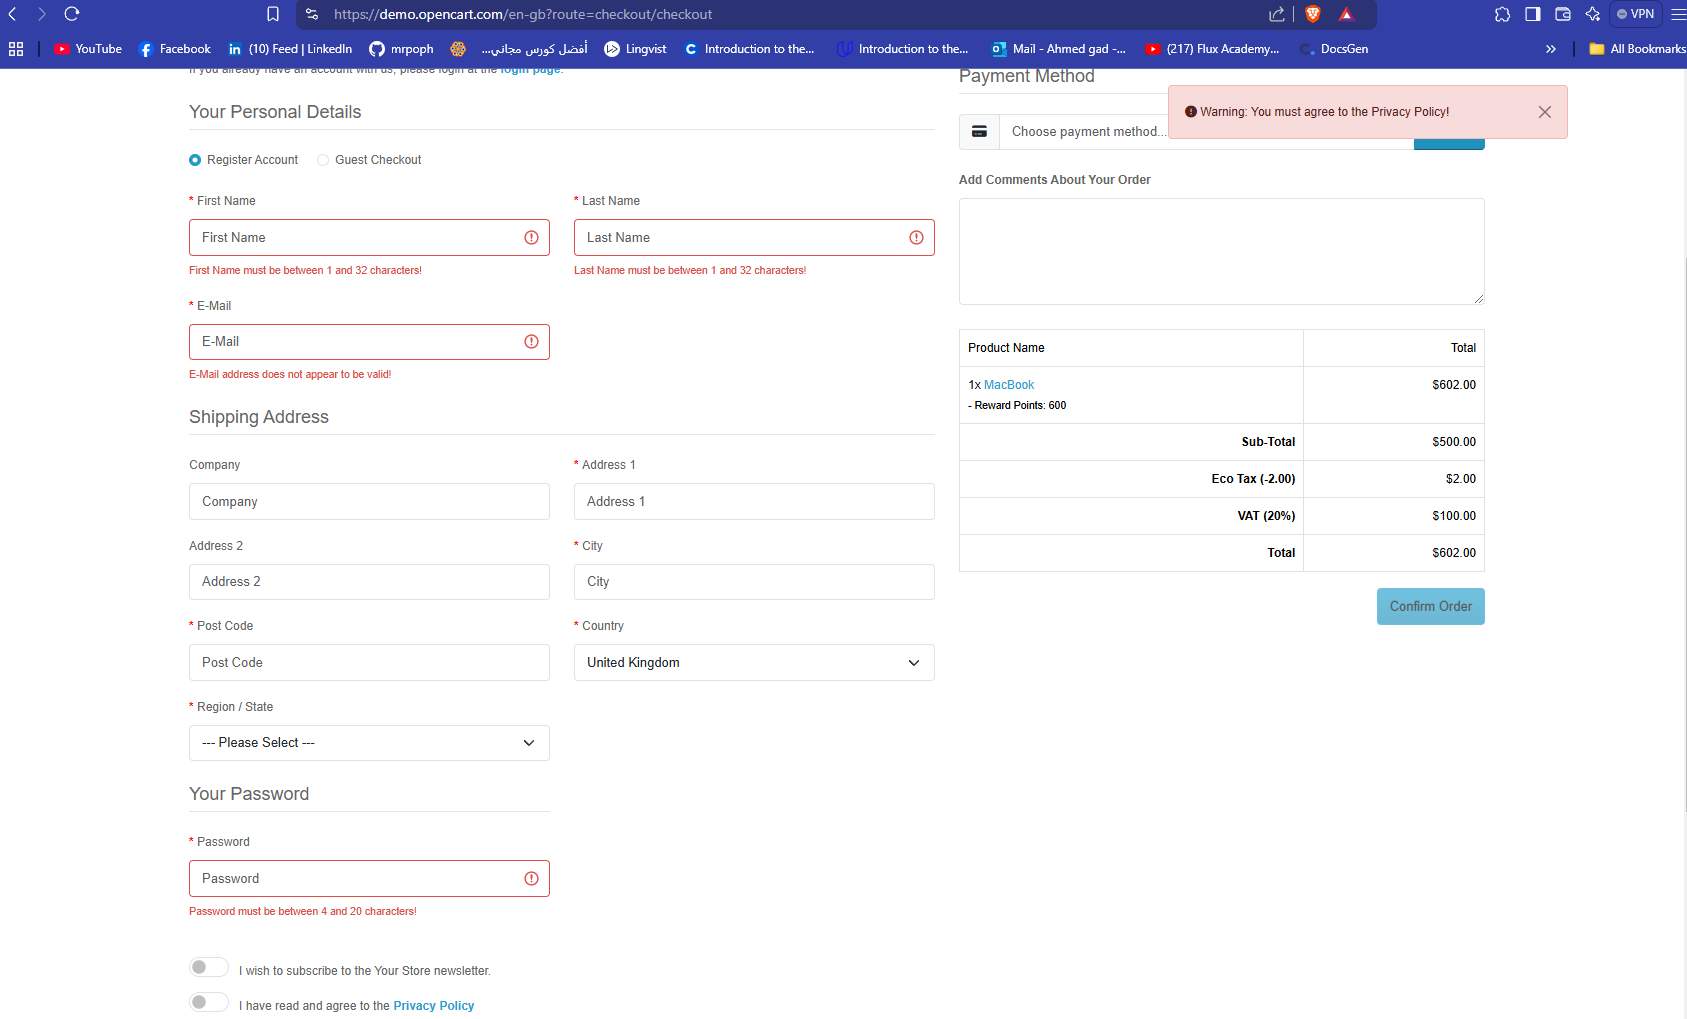 https://demo.opencart.com/en-gb?route=checkout/checkout
VPN
YouTube
Facebook
(10) Feed | LinkedIn
mrpoph
أفضل كورس مجاني...
Lingvist
Introduction to the...
Introduction to the...
Mail - Ahmed gad -...
(217) Flux Academy...
DocsGen
All Bookmarks
If you already have an account with us, please login at the login page.
Your Personal Details
Register Account
Guest Checkout
* First Name
* Last Name
First Name
Last Name
First Name must be between 1 and 32 characters!
Last Name must be between 1 and 32 characters!
* E-Mail
E-Mail
E-Mail address does not appear to be valid!
Shipping Address
Company
* Address 1
Company
Address 1
Address 2
* City
Address 2
City
* Post Code
* Country
Post Code
United Kingdom
* Region / State
--- Please Select ---
Your Password
* Password
Password
Password must be between 4 and 20 characters!
I wish to subscribe to the Your Store newsletter.
I have read and agree to the Privacy Policy
Payment Method
Warning: You must agree to the Privacy Policy!
Choose payment method...
Add Comments About Your Order
Product Name
Total
1x MacBook
$602.00
- Reward Points: 600
Sub-Total
$500.00
Eco Tax (-2.00)
$2.00
VAT (20%)
$100.00
Total
$602.00
Confirm Order